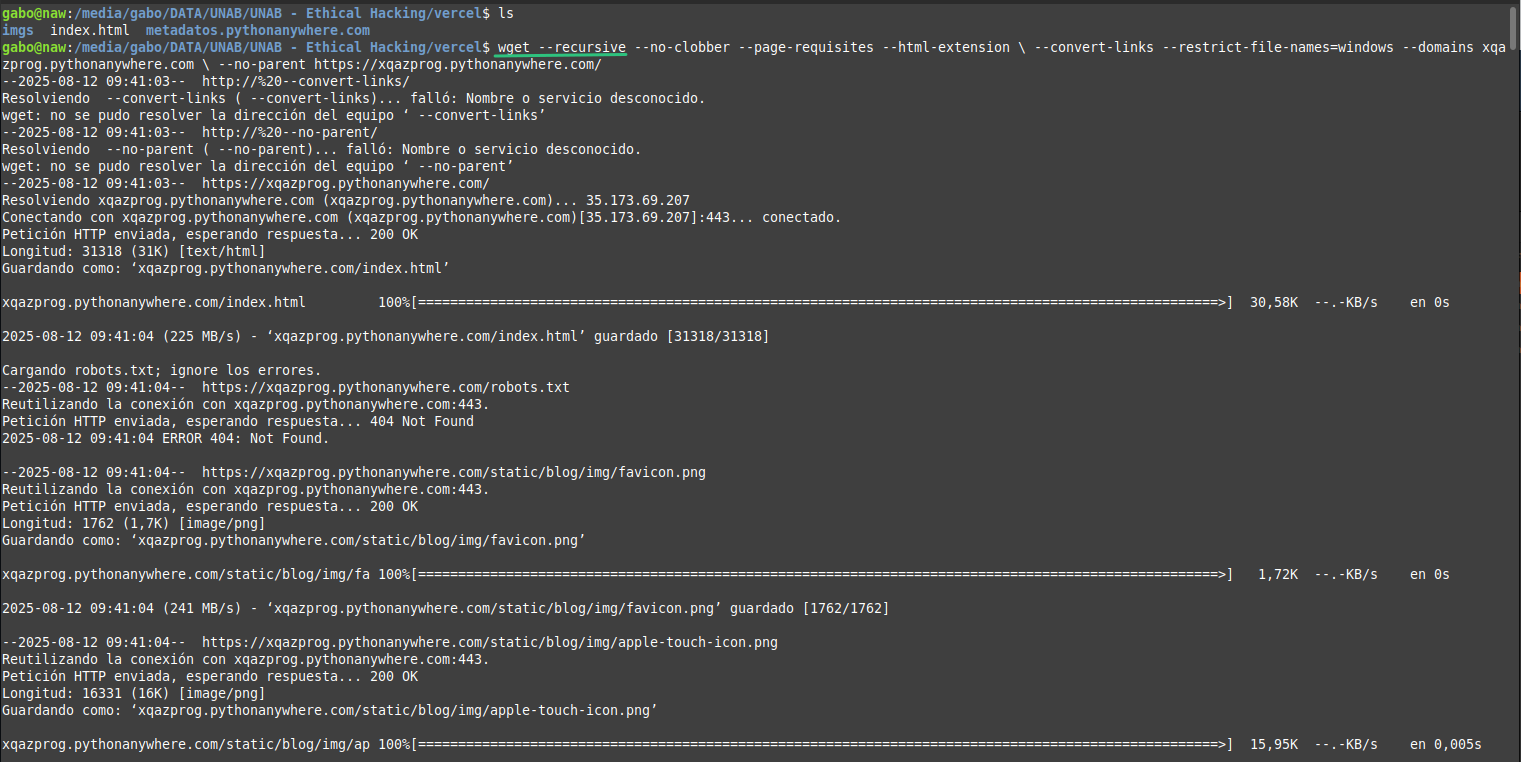 gabo@naw:/media/gabo/DATA/UNAB/UNAB - Ethical Hacking/vercel$ ls
imgs  index.html  metadatos.pythonanywhere.com
gabo@naw:/media/gabo/DATA/UNAB/UNAB - Ethical Hacking/vercel$ wget --recursive --no-clobber --page-requisites --html-extension \ --convert-links --restrict-file-names=windows --domains xqa
zprog.pythonanywhere.com \ --no-parent https://xqazprog.pythonanywhere.com/
--2025-08-12 09:41:03--  http://%20--convert-links/
Resolviendo  --convert-links ( --convert-links)... falló: Nombre o servicio desconocido.
wget: no se pudo resolver la dirección del equipo ‘ --convert-links’
--2025-08-12 09:41:03--  http://%20--no-parent/
Resolviendo  --no-parent ( --no-parent)... falló: Nombre o servicio desconocido.
wget: no se pudo resolver la dirección del equipo ‘ --no-parent’
--2025-08-12 09:41:03--  https://xqazprog.pythonanywhere.com/
Resolviendo xqazprog.pythonanywhere.com (xqazprog.pythonanywhere.com)... 35.173.69.207
Conectando con xqazprog.pythonanywhere.com (xqazprog.pythonanywhere.com)[35.173.69.207]:443... conectado.
Petición HTTP enviada, esperando respuesta... 200 OK
Longitud: 31318 (31K) [text/html]
Guardando como: ‘xqazprog.pythonanywhere.com/index.html’
xqazprog.pythonanywhere.com/index.html         100%[====================================================================================================>]  30,58K  --.-KB/s    en 0s
2025-08-12 09:41:04 (225 MB/s) - ‘xqazprog.pythonanywhere.com/index.html’ guardado [31318/31318]
Cargando robots.txt; ignore los errores.
--2025-08-12 09:41:04--  https://xqazprog.pythonanywhere.com/robots.txt
Reutilizando la conexión con xqazprog.pythonanywhere.com:443.
Petición HTTP enviada, esperando respuesta... 404 Not Found
2025-08-12 09:41:04 ERROR 404: Not Found.
--2025-08-12 09:41:04--  https://xqazprog.pythonanywhere.com/static/blog/img/favicon.png
Reutilizando la conexión con xqazprog.pythonanywhere.com:443.
Petición HTTP enviada, esperando respuesta... 200 OK
Longitud: 1762 (1,7K) [image/png]
Guardando como: ‘xqazprog.pythonanywhere.com/static/blog/img/favicon.png’
xqazprog.pythonanywhere.com/static/blog/img/fa 100%[====================================================================================================>]   1,72K  --.-KB/s    en 0s
2025-08-12 09:41:04 (241 MB/s) - ‘xqazprog.pythonanywhere.com/static/blog/img/favicon.png’ guardado [1762/1762]
--2025-08-12 09:41:04--  https://xqazprog.pythonanywhere.com/static/blog/img/apple-touch-icon.png
Reutilizando la conexión con xqazprog.pythonanywhere.com:443.
Petición HTTP enviada, esperando respuesta... 200 OK
Longitud: 16331 (16K) [image/png]
Guardando como: ‘xqazprog.pythonanywhere.com/static/blog/img/apple-touch-icon.png’
xqazprog.pythonanywhere.com/static/blog/img/ap 100%[====================================================================================================>]  15,95K  --.-KB/s    en 0,005s